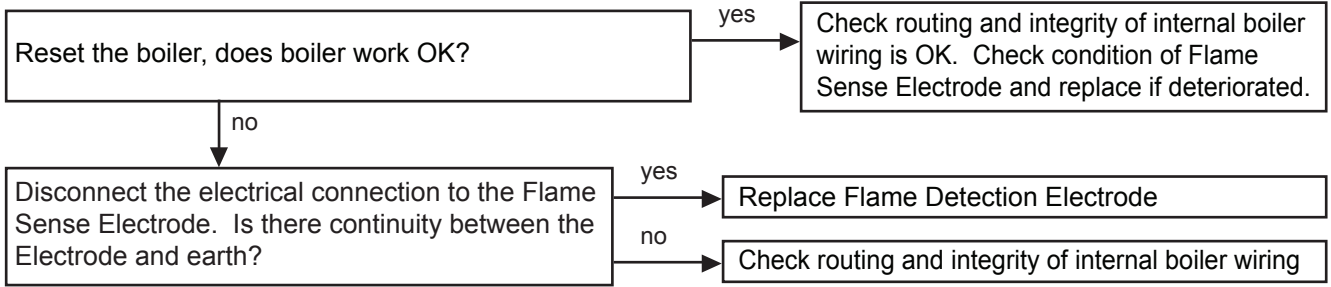 Reset the boiler, does boiler work OK?
yes
Check routing and integrity of internal boiler
wiring is OK.  Check condition of Flame
Sense Electrode and replace if deteriorated.
no
Disconnect the electrical connection to the Flame
Sense Electrode.  Is there continuity between the
Electrode and earth?
yes
Replace Flame Detection Electrode
no
Check routing and integrity of internal boiler wiring